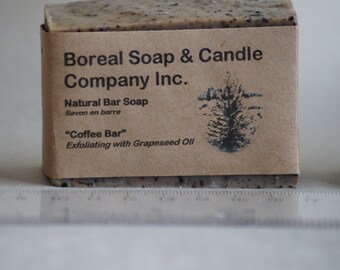 Boreal Soap & Candle
Company Inc.
Natural Bar Soap
Savon en barre
"Coffee Bar"
Exfoliating with Grapeseed Oil